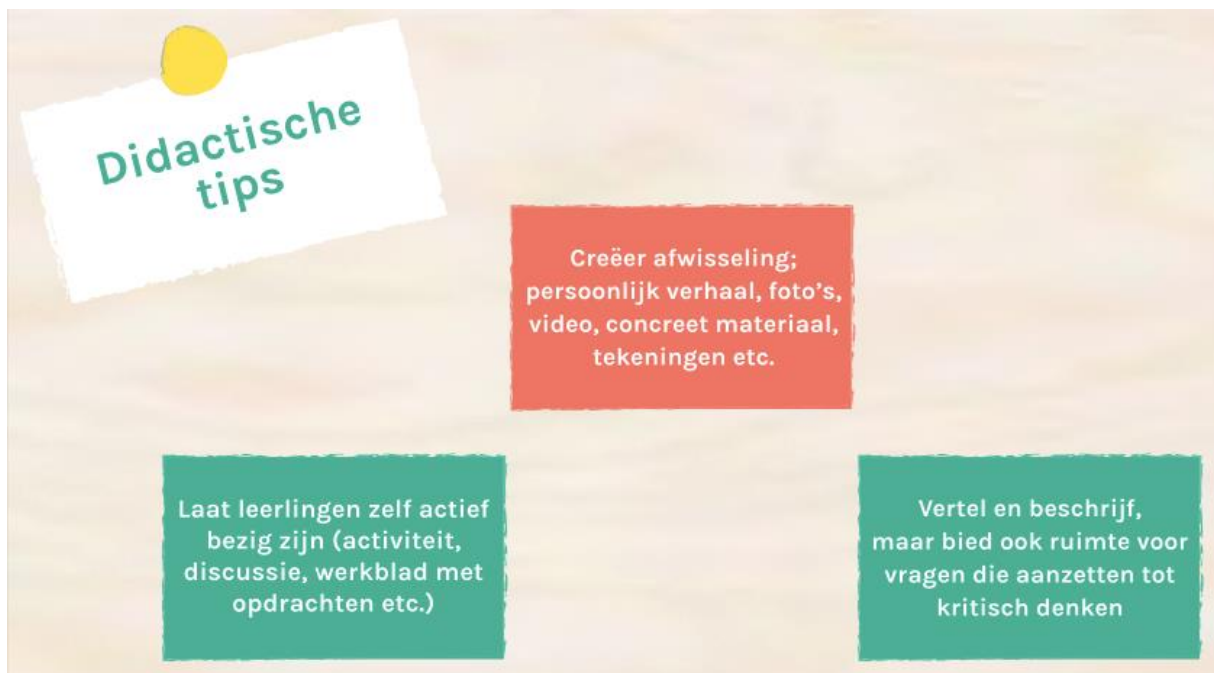 Didactische
tips
Creëer afwisseling;
persoonlijk verhaal, foto’s,
video, concreet materiaal,
tekeningen etc.
Laat leerlingen zelf actief
bezig zijn (activiteit,
discussie, werkblad met
opdrachten etc.)
Vertel en beschrijf,
maar bied ook ruimte voor
vragen die aanzetten tot
kritisch denken